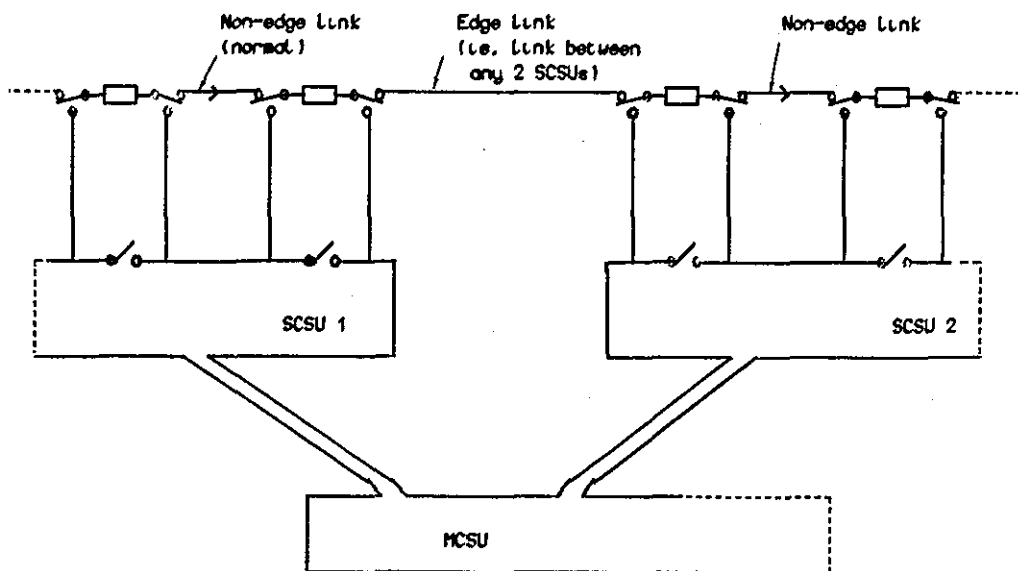 Non-edge link
(normal)
Edge link
(i.e. link between
any 2 SCSUs)
Non-edge link
SCSU 1
SCSU 2
MCSU